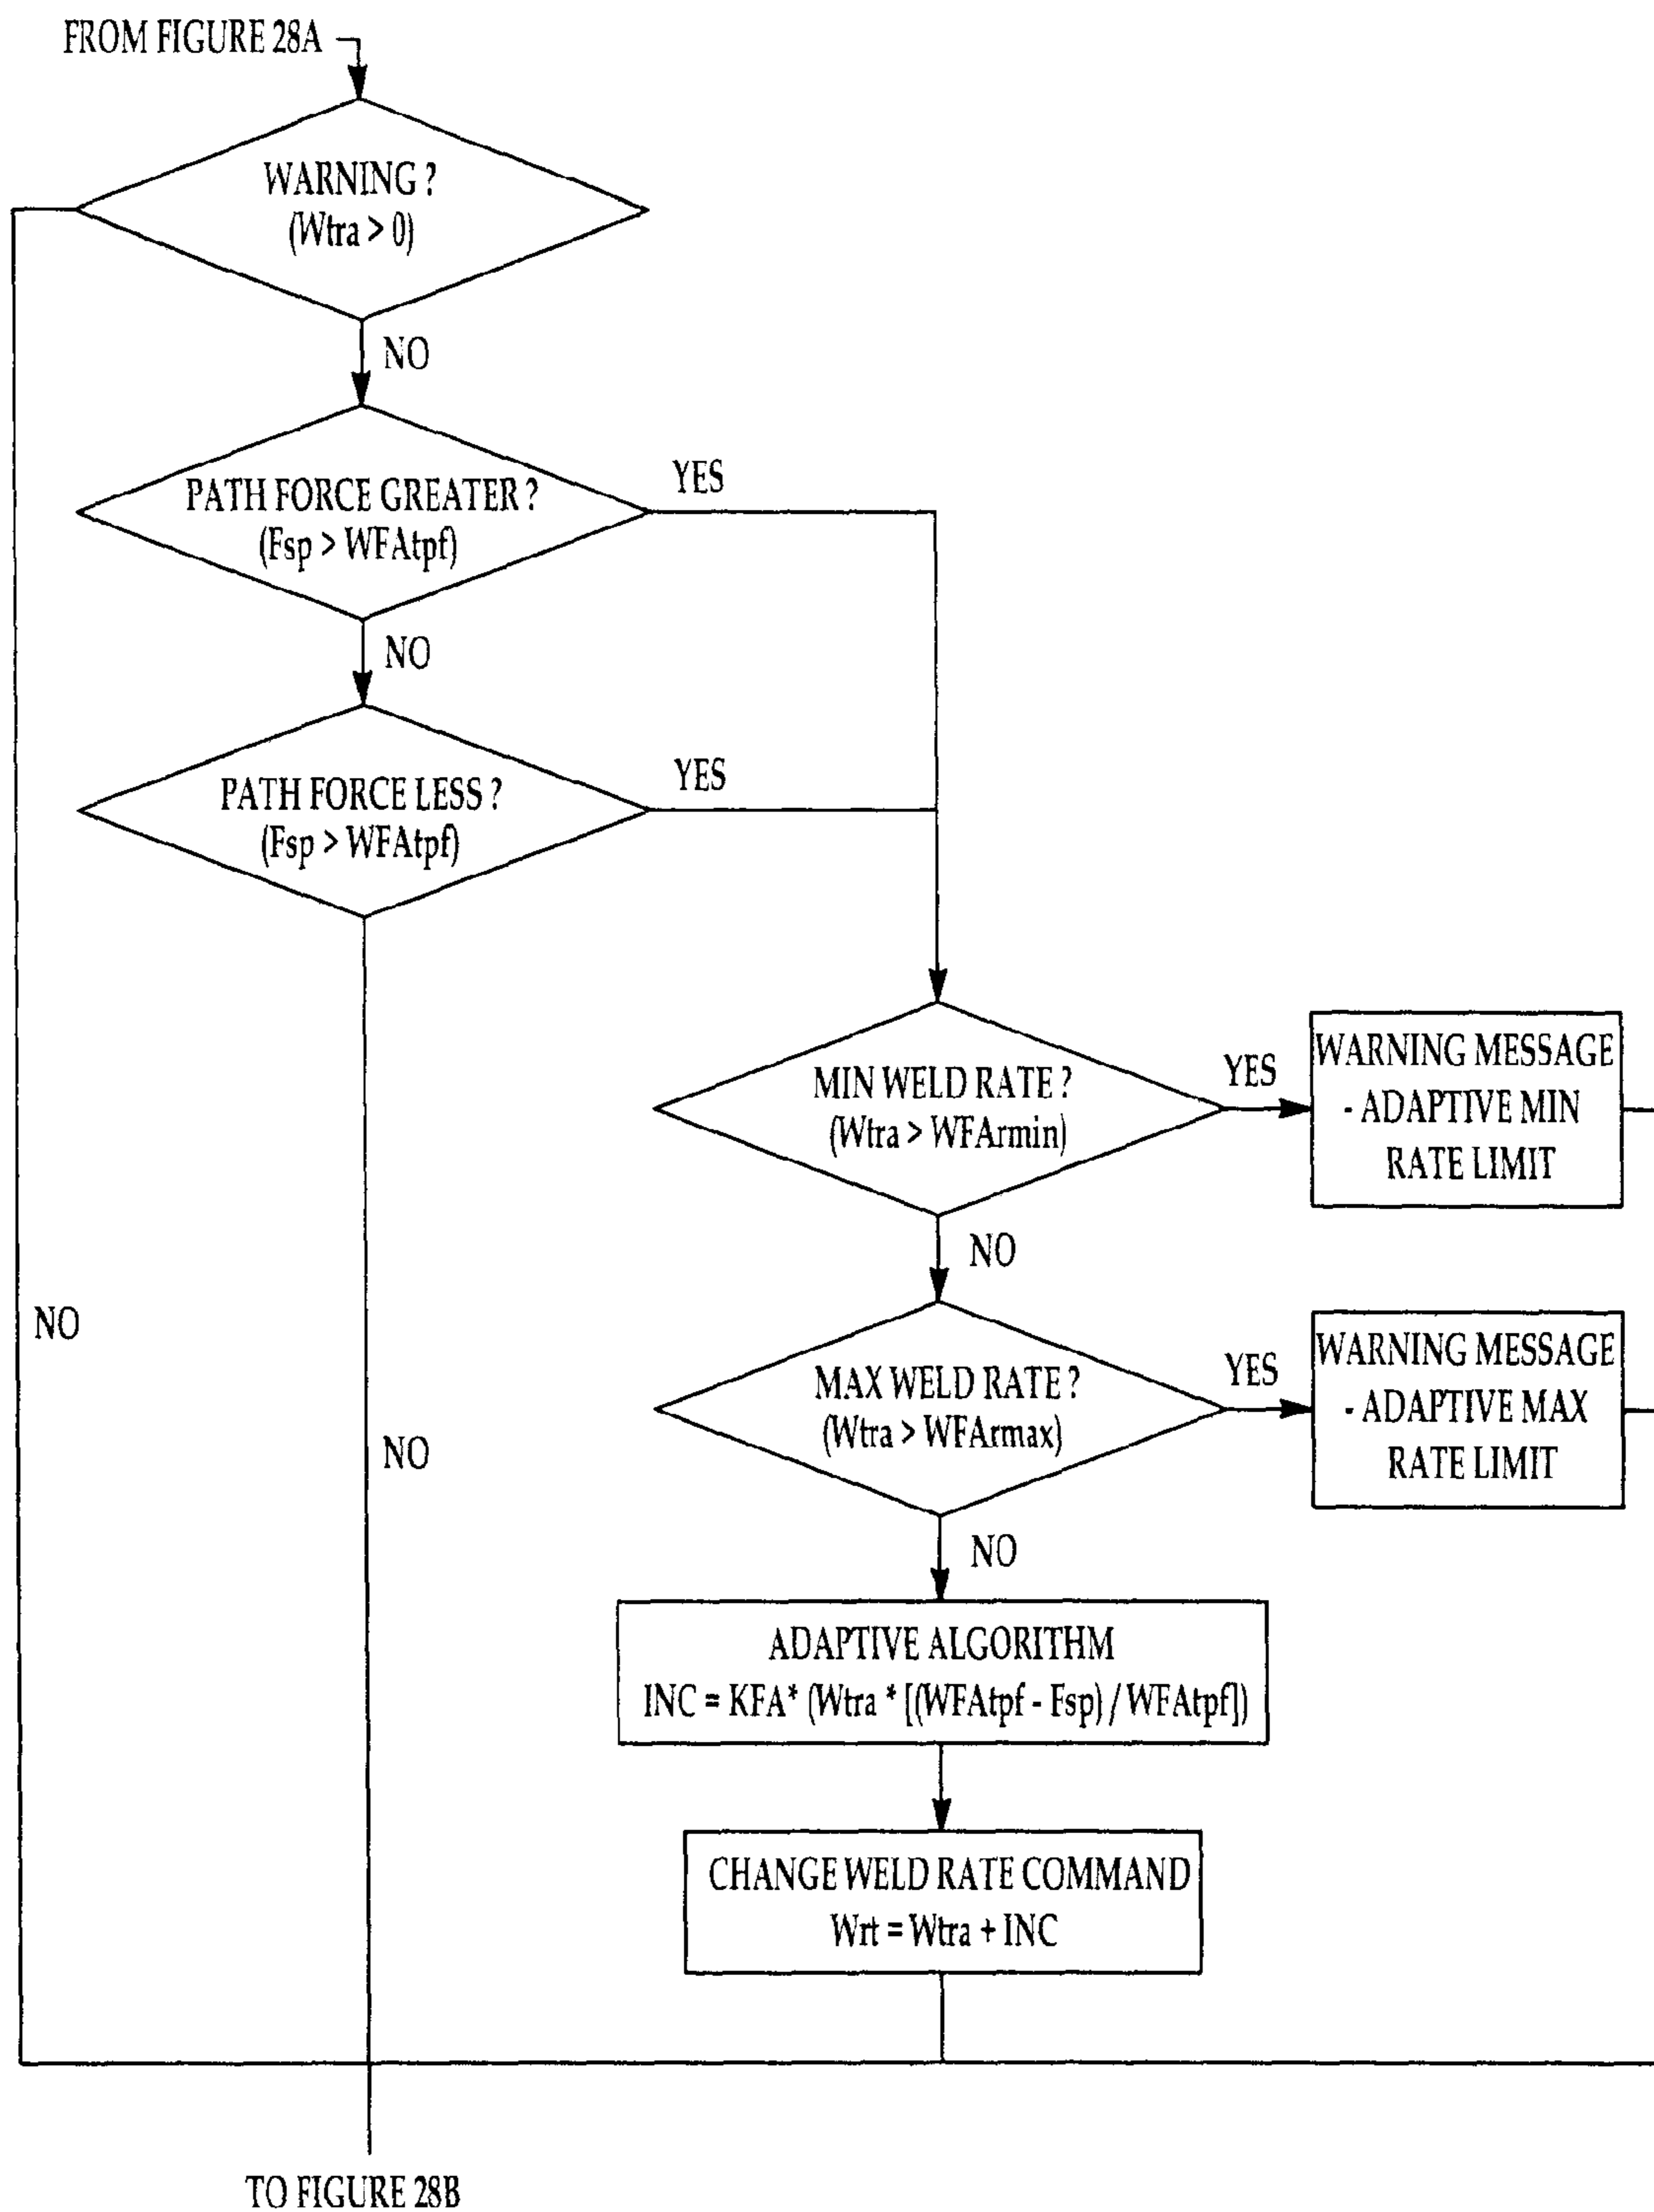 FROM FIGURE 28A
WARNING ?
(Wtra > 0)
NO
PATH FORCE GREATER ?
(Fsp > WFAtpf)
YES
NO
PATH FORCE LESS ?
(Fsp > WFAtpf)
YES
MIN WELD RATE ?
(Wtra > WFArmin)
YES
WARNING MESSAGE
- ADAPTIVE MIN
RATE LIMIT
NO
NO
MAX WELD RATE ?
(Wtra > WFArmax)
YES
WARNING MESSAGE
- ADAPTIVE MAX
RATE LIMIT
NO
NO
ADAPTIVE ALGORITHM
INC = KFA* (Wtra * [(WFAtpf - Fsp) / WFAtpf])
CHANGE WELD RATE COMMAND
Wrt = Wtra + INC
TO FIGURE 28B